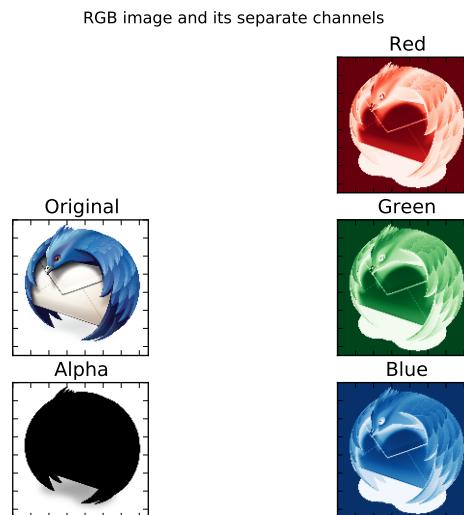 RGB image and its separate channels
Red
Original
Green
Alpha
Blue